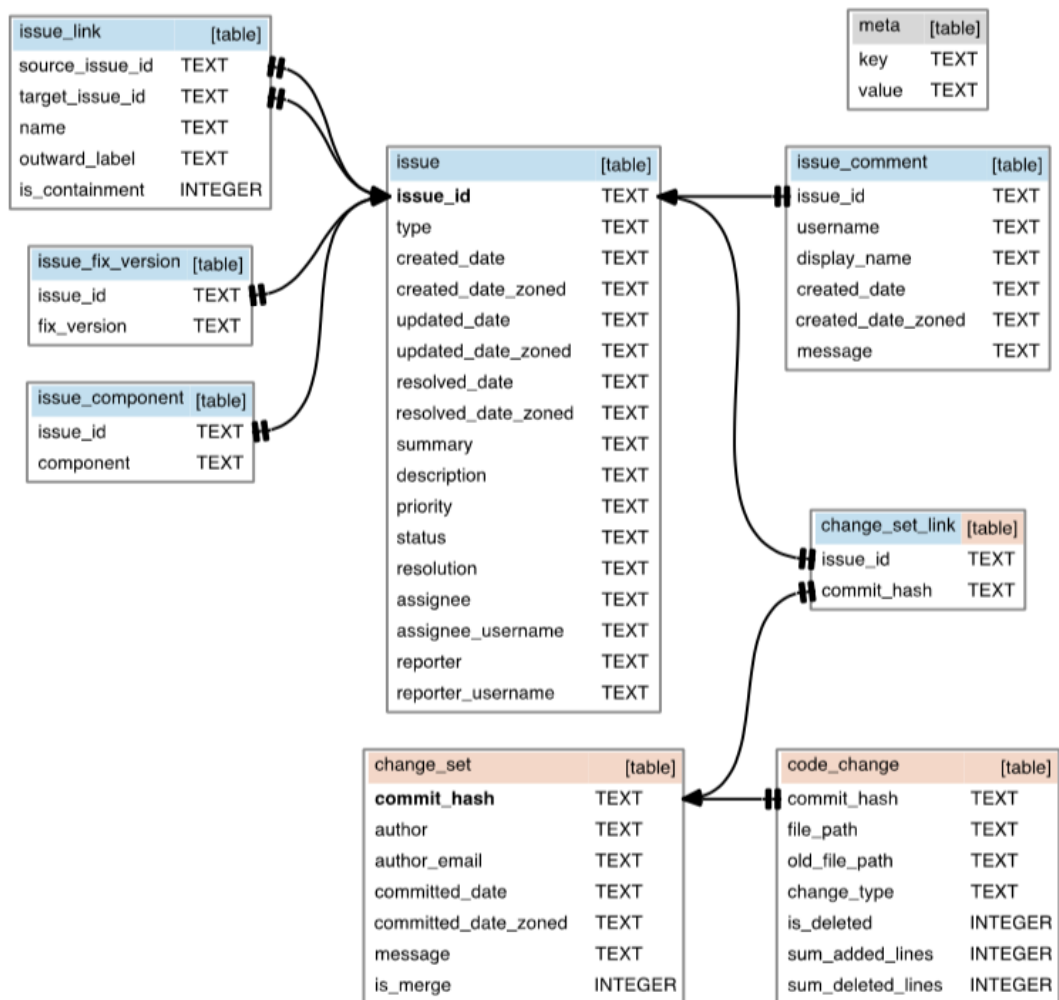 issue_link [table]
source_issue_id TEXT
target_issue_id TEXT
name TEXT
outward_label TEXT
is_containment INTEGER
meta [table]
key TEXT
value TEXT
issue [table]
issue_id TEXT
type TEXT
created_date TEXT
created_date_zoned TEXT
updated_date TEXT
updated_date_zoned TEXT
resolved_date TEXT
resolved_date_zoned TEXT
summary TEXT
description TEXT
priority TEXT
status TEXT
resolution TEXT
assignee TEXT
assignee_username TEXT
reporter TEXT
reporter_username TEXT
issue_comment [table]
issue_id TEXT
username TEXT
display_name TEXT
created_date TEXT
created_date_zoned TEXT
message TEXT
issue_fix_version [table]
issue_id TEXT
fix_version TEXT
issue_component [table]
issue_id TEXT
component TEXT
change_set_link [table]
issue_id TEXT
commit_hash TEXT
change_set [table]
commit_hash TEXT
author TEXT
author_email TEXT
committed_date TEXT
committed_date_zoned TEXT
message TEXT
is_merge INTEGER
code_change [table]
commit_hash TEXT
file_path TEXT
old_file_path TEXT
change_type TEXT
is_deleted INTEGER
sum_added_lines INTEGER
sum_deleted_lines INTEGER